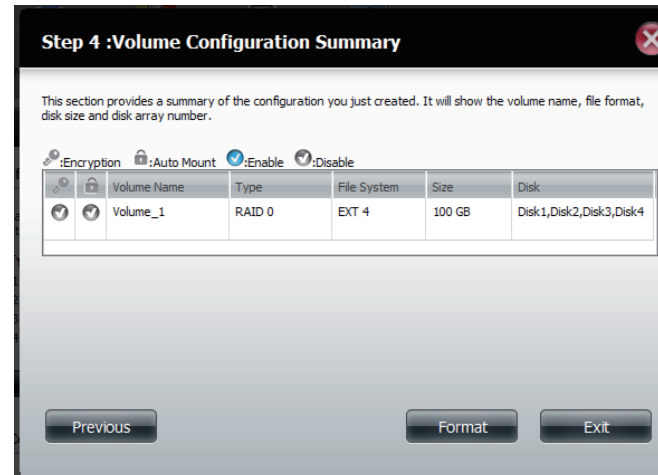 Step 4 :Volume Configuration Summary
This section provides a summary of the configuration you just created. It will show the volume name, file format,
disk size and disk array number.
:Encryption :Auto Mount :Enable :Disable
Volume Name Type File System Size Disk
Volume_1 RAID 0 EXT 4 100 GB Disk1,Disk2,Disk3,Disk4
Previous Format Exit